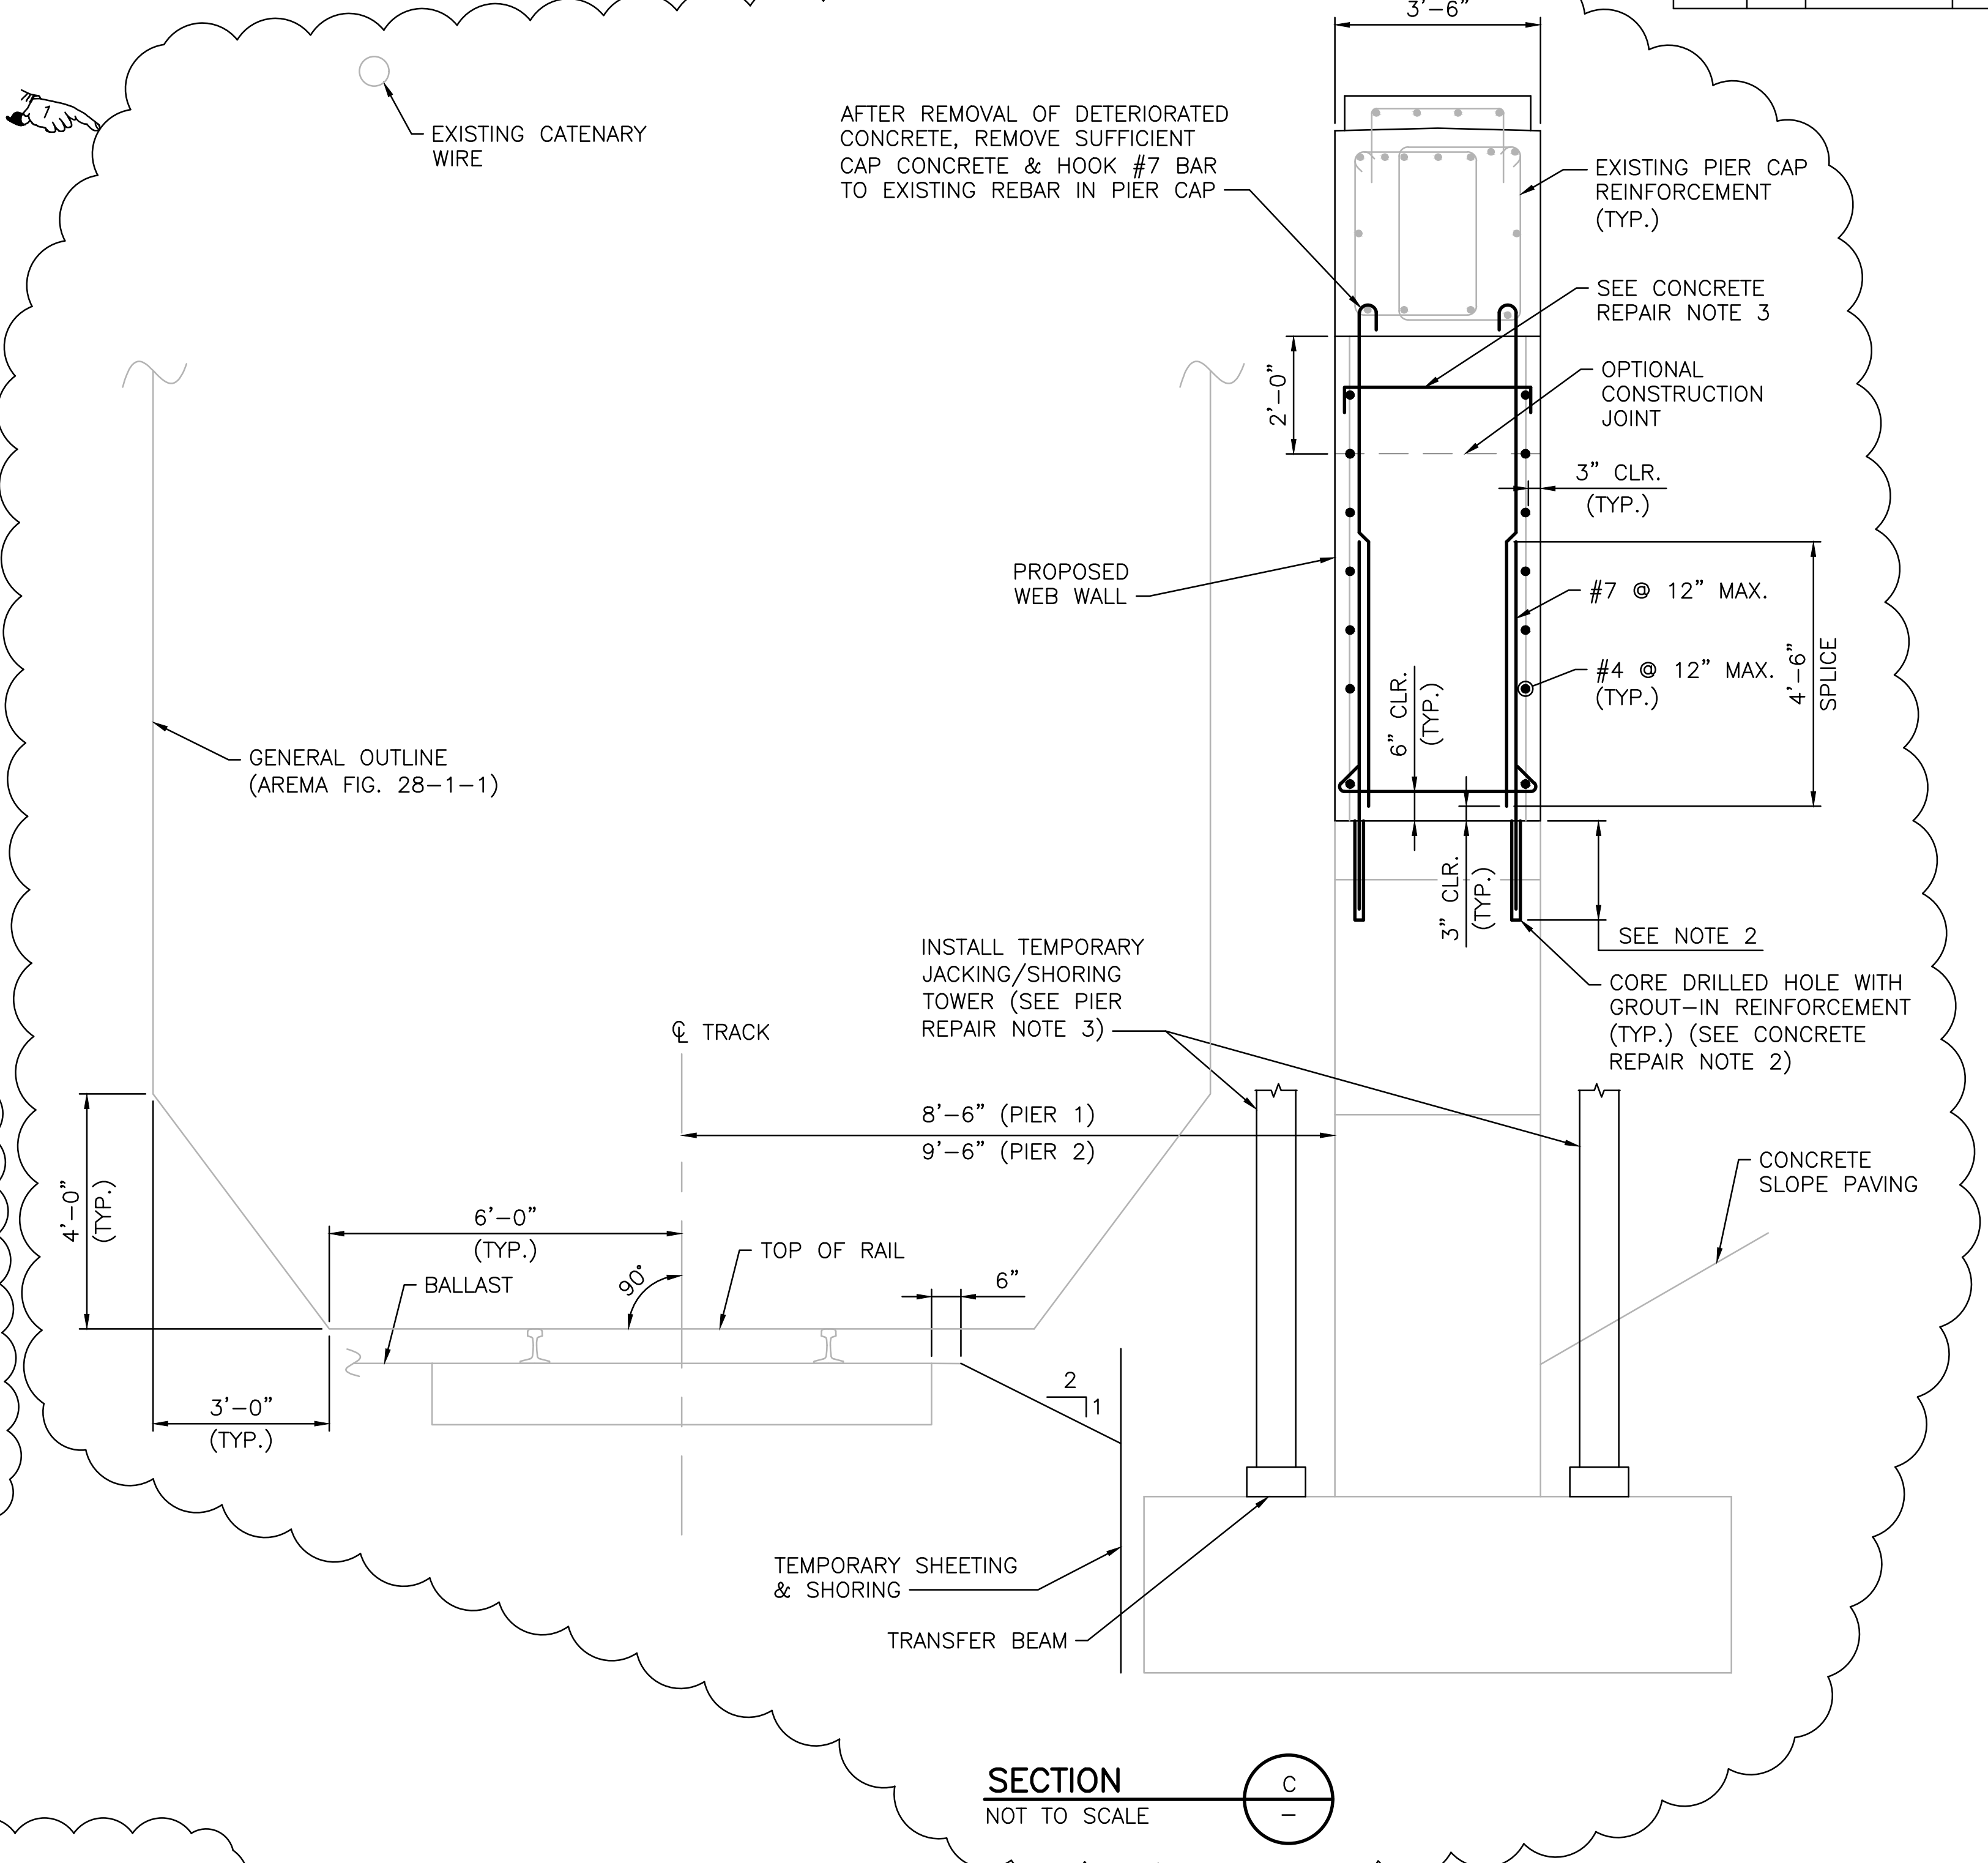 3'-6"
1
EXISTING CATENARY
WIRE
AFTER REMOVAL OF DETERIORATED
CONCRETE, REMOVE SUFFICIENT
CAP CONCRETE & HOOK #7 BAR
TO EXISTING REBAR IN PIER CAP
EXISTING PIER CAP
REINFORCEMENT
(TYP.)
SEE CONCRETE
REPAIR NOTE 3
2'-0"
OPTIONAL
CONSTRUCTION
JOINT
3" CLR.
(TYP.)
PROPOSED
WEB WALL
#7 @ 12" MAX.
#4 @ 12" MAX.
(TYP.)
4'-6"
SPLICE
6" CLR.
(TYP.)
GENERAL OUTLINE
(AREMA FIG. 28-1-1)
3" CLR.
(TYP.)
SEE NOTE 2
CORE DRILLED HOLE WITH
GROUT-IN REINFORCEMENT
(TYP.) (SEE CONCRETE
REPAIR NOTE 2)
INSTALL TEMPORARY
JACKING/SHORING
TOWER (SEE PIER
REPAIR NOTE 3)
℄ TRACK
8'-6" (PIER 1)
9'-6" (PIER 2)
CONCRETE
SLOPE PAVING
4'-0"
(TYP.)
6'-0"
(TYP.)
TOP OF RAIL
90°
6"
BALLAST
2
1
3'-0"
(TYP.)
TEMPORARY SHEETING
& SHORING
TRANSFER BEAM
SECTION
C
-
NOT TO SCALE